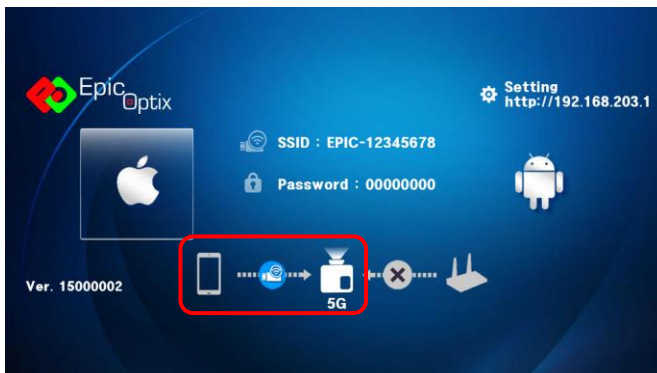 Epic Optix
Setting
http://192.168.203.1
SSID : EPIC-12345678
Password : 00000000
Ver. 15000002
5G